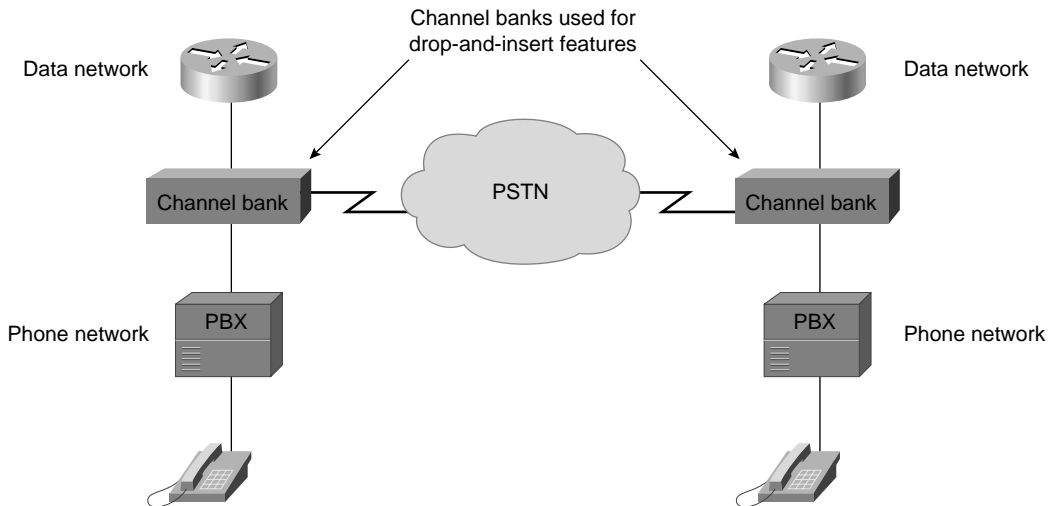 Channel banks used for
drop-and-insert features
Data network
Data network
Channel bank
PSTN
Channel bank
PBX
PBX
Phone network
Phone network